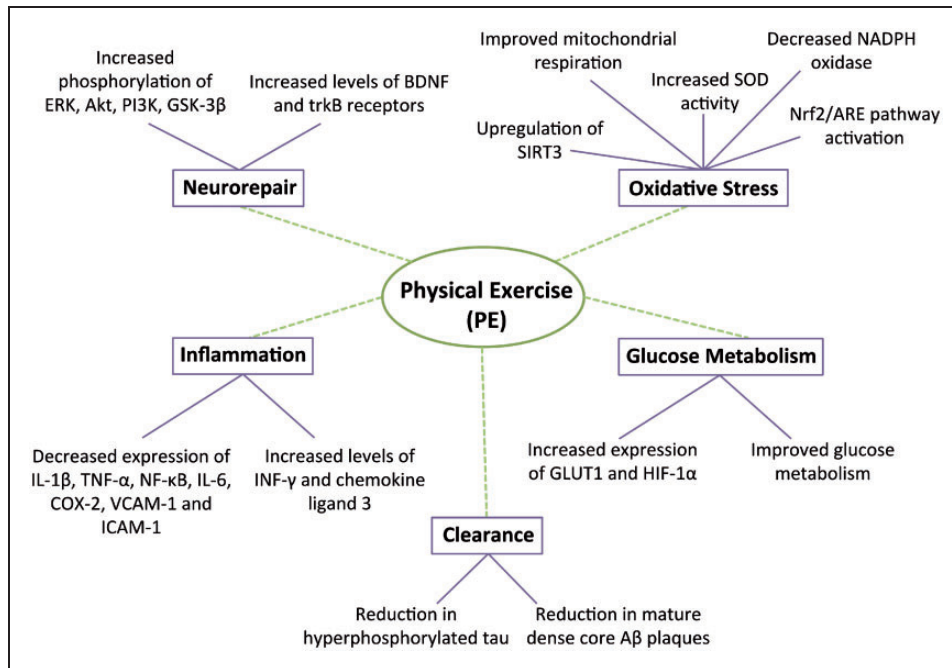 Increased
phosphorylation of
ERK, Akt, PI3K, GSK-3β
Increased levels of BDNF
and trkB receptors
Neurorepair
Improved mitochondrial
respiration
Decreased NADPH
oxidase
Increased SOD
activity
Upregulation of
SIRT3
Nrf2/ARE pathway
activation
Oxidative Stress
Physical Exercise
(PE)
Inflammation
Decreased expression of
IL-1β, TNF-α, NF-κB, IL-6,
COX-2, VCAM-1 and
ICAM-1
Increased levels of
INF-γ and chemokine
ligand 3
Glucose Metabolism
Increased expression
of GLUT1 and HIF-1α
Improved glucose
metabolism
Clearance
Reduction in
hyperphosphorylated tau
Reduction in mature
dense core Aβ plaques